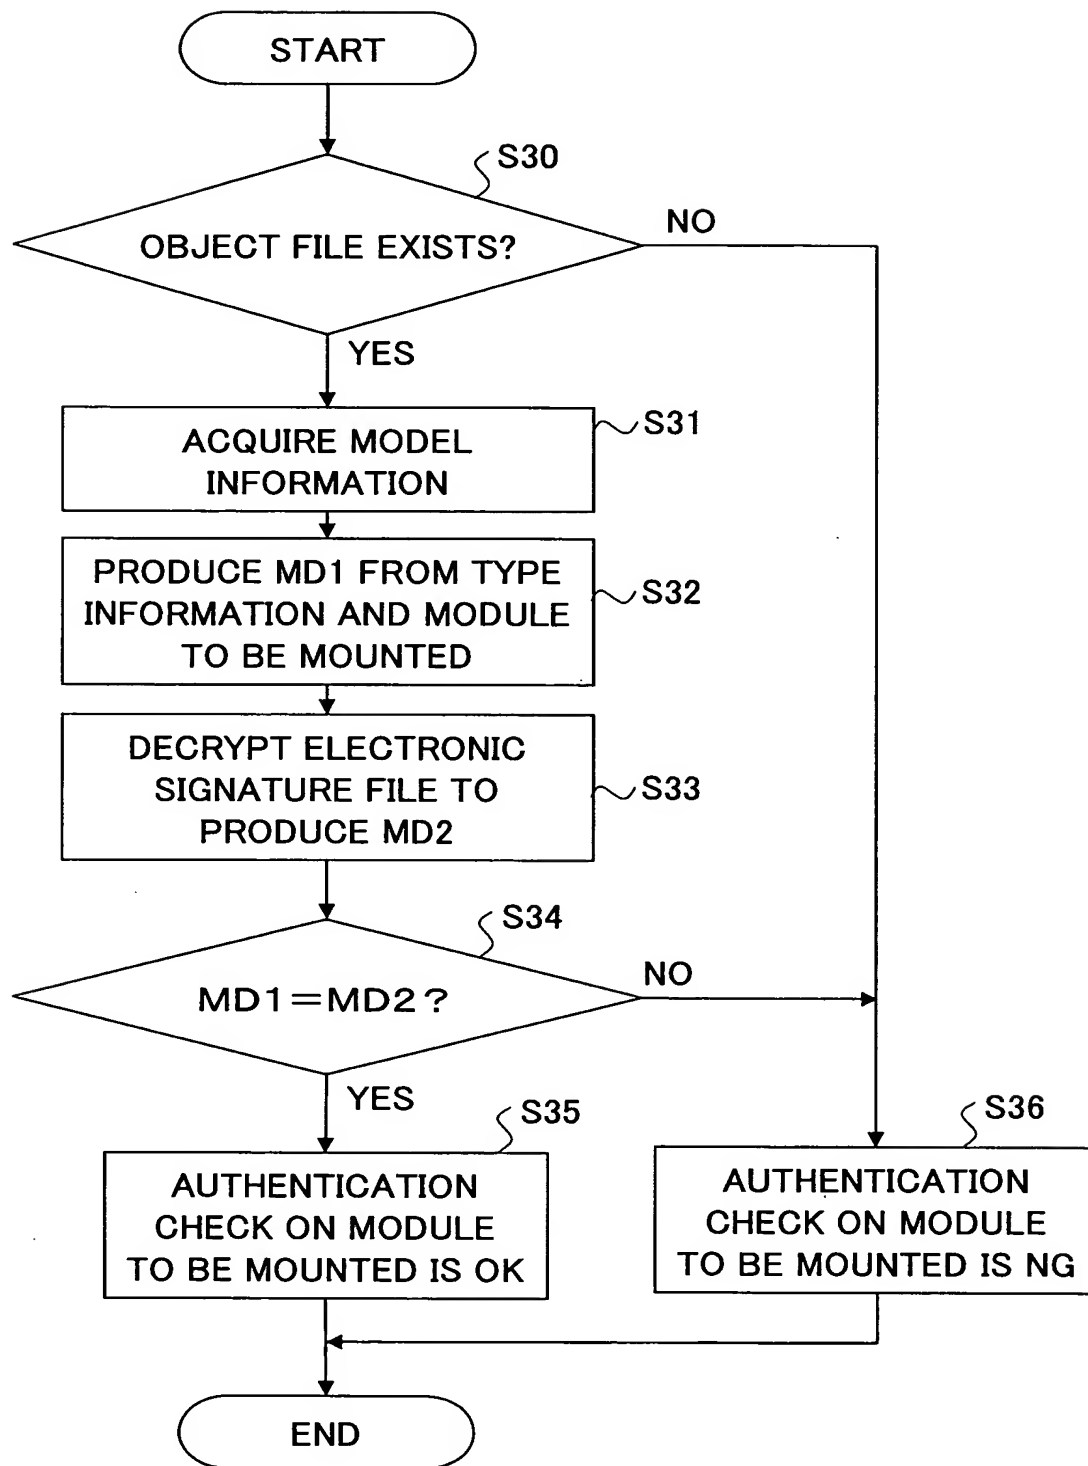 START
S30
OBJECT FILE EXISTS?
NO
YES
S31
ACQUIRE MODEL
INFORMATION
PRODUCE MD1 FROM TYPE
INFORMATION AND MODULE
TO BE MOUNTED
S32
DECRYPT ELECTRONIC
SIGNATURE FILE TO
PRODUCE MD2
S33
S34
MD1=MD2?
NO
YES
S35
AUTHENTICATION
CHECK ON MODULE
TO BE MOUNTED IS OK
S36
AUTHENTICATION
CHECK ON MODULE
TO BE MOUNTED IS NG
END